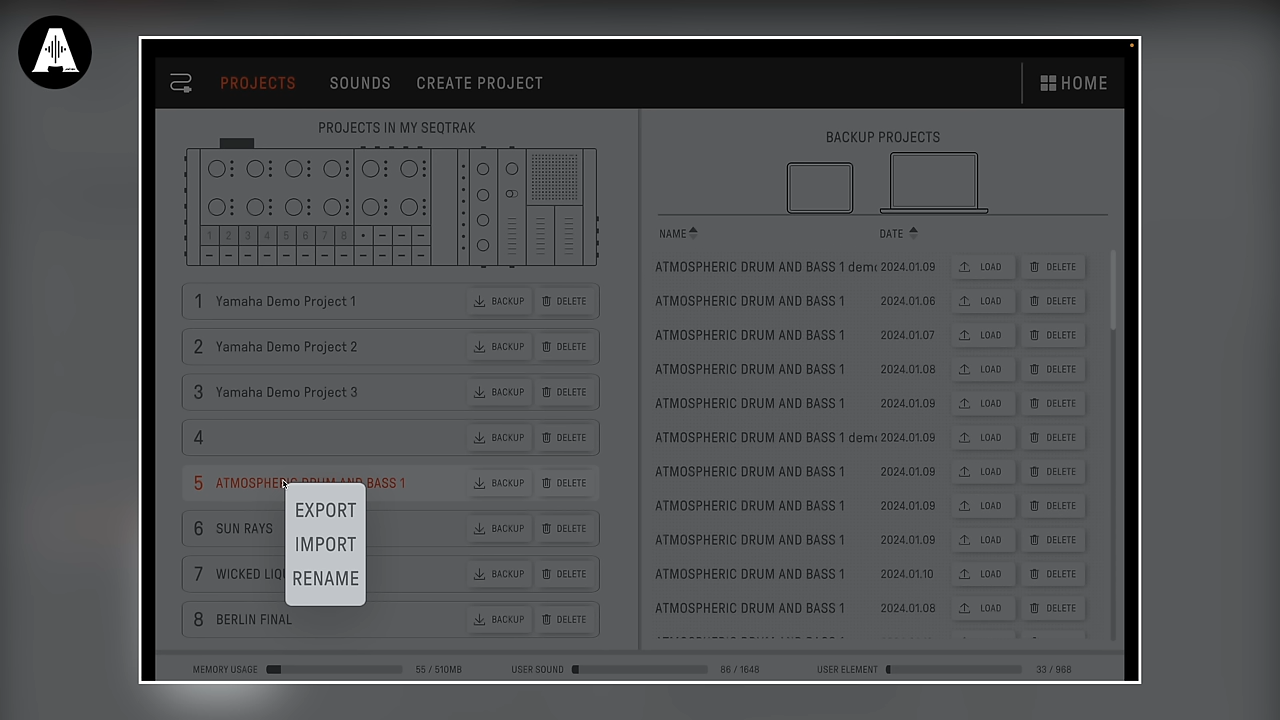 A
PROJECTS SOUNDS CREATE PROJECT HOME
PROJECTS IN MY SEQTRAK
1 2 3 4 5 6 7 8
1 Yamaha Demo Project 1 BACKUP DELETE
2 Yamaha Demo Project 2 BACKUP DELETE
3 Yamaha Demo Project 3 BACKUP DELETE
4 BACKUP DELETE
5 ATMOSPHERIC DRUM AND BASS 1 BACKUP DELETE
6 SUN RAYS BACKUP DELETE
7 WICKED BACKUP DELETE
8 BERLIN FINAL BACKUP DELETE
EXPORT
IMPORT
RENAME
BACKUP PROJECTS
NAME DATE
ATMOSPHERIC DRUM AND BASS 1 demo 2024.01.09 LOAD DELETE
ATMOSPHERIC DRUM AND BASS 1 2024.01.06 LOAD DELETE
ATMOSPHERIC DRUM AND BASS 1 2024.01.07 LOAD DELETE
ATMOSPHERIC DRUM AND BASS 1 2024.01.08 LOAD DELETE
ATMOSPHERIC DRUM AND BASS 1 2024.01.09 LOAD DELETE
ATMOSPHERIC DRUM AND BASS 1 demo 2024.01.09 LOAD DELETE
ATMOSPHERIC DRUM AND BASS 1 2024.01.09 LOAD DELETE
ATMOSPHERIC DRUM AND BASS 1 2024.01.09 LOAD DELETE
ATMOSPHERIC DRUM AND BASS 1 2024.01.09 LOAD DELETE
ATMOSPHERIC DRUM AND BASS 1 2024.01.10 LOAD DELETE
ATMOSPHERIC DRUM AND BASS 1 2024.01.08 LOAD DELETE
MEMORY USAGE 55 / 510MB USER SOUND 86 / 1648 USER ELEMENT 33 / 968